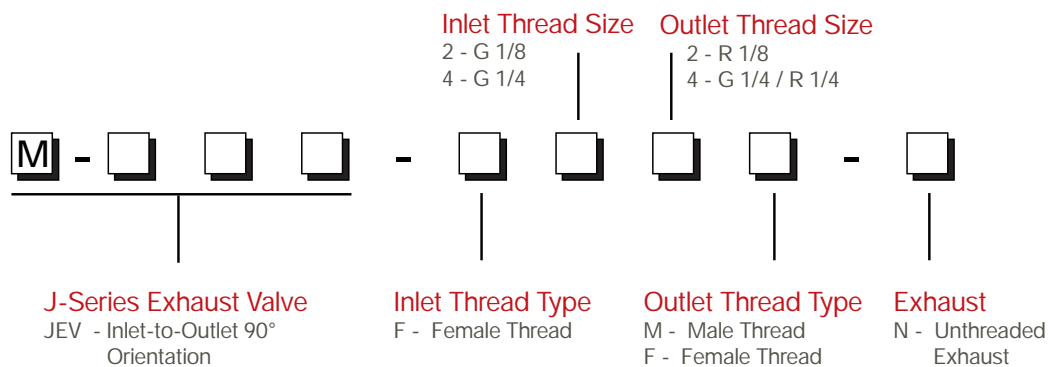 Inlet Thread Size
2 - G 1/8
4 - G 1/4
Outlet Thread Size
2 - R 1/8
4 - G 1/4 / R 1/4
M - - -
J-Series Exhaust Valve
JEV - Inlet-to-Outlet 90°
Orientation
Inlet Thread Type
F - Female Thread
Outlet Thread Type
M - Male Thread
F - Female Thread
Exhaust
N - Unthreaded
Exhaust